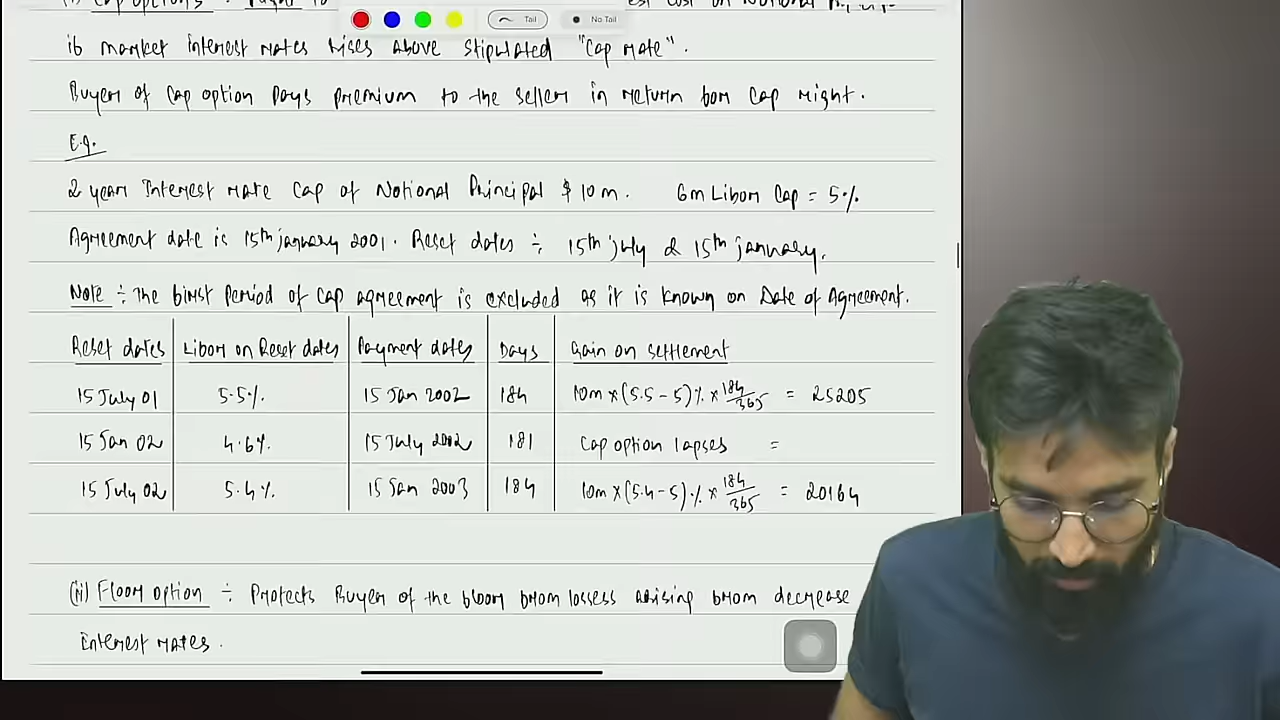 Tail No Tail
if market interest rates rises above stipulated "Cap rate".
Buyer of Cap option Pays premium to the seller in return for Cap right.
E.g.
2 year Interest rate Cap of Notional Principal $ 10m. 6m Libor Cap = 5%
Agreement date is 15th january 2001. Reset dates ÷ 15th july & 15th january.
Note ÷ the first Period of Cap agreement is excluded as it is known on Date of Agreement.
Reset dates Libor on Reset dates Payment dates Days Gain on settlement
15 July 01 5.5% 15 Jan 2002 184 10m x (5.5-5)% x 184/365 = 25205
15 Jan 02 4.6% 15 July 2002 181 Cap option lapses =
15 July 02 5.4% 15 Jan 2003 184 10m x (5.4-5)% x 184/365 = 20164
(ii) Floor option ÷ Protects Buyer of the floor from lossess arising from decrease
Interest rates.